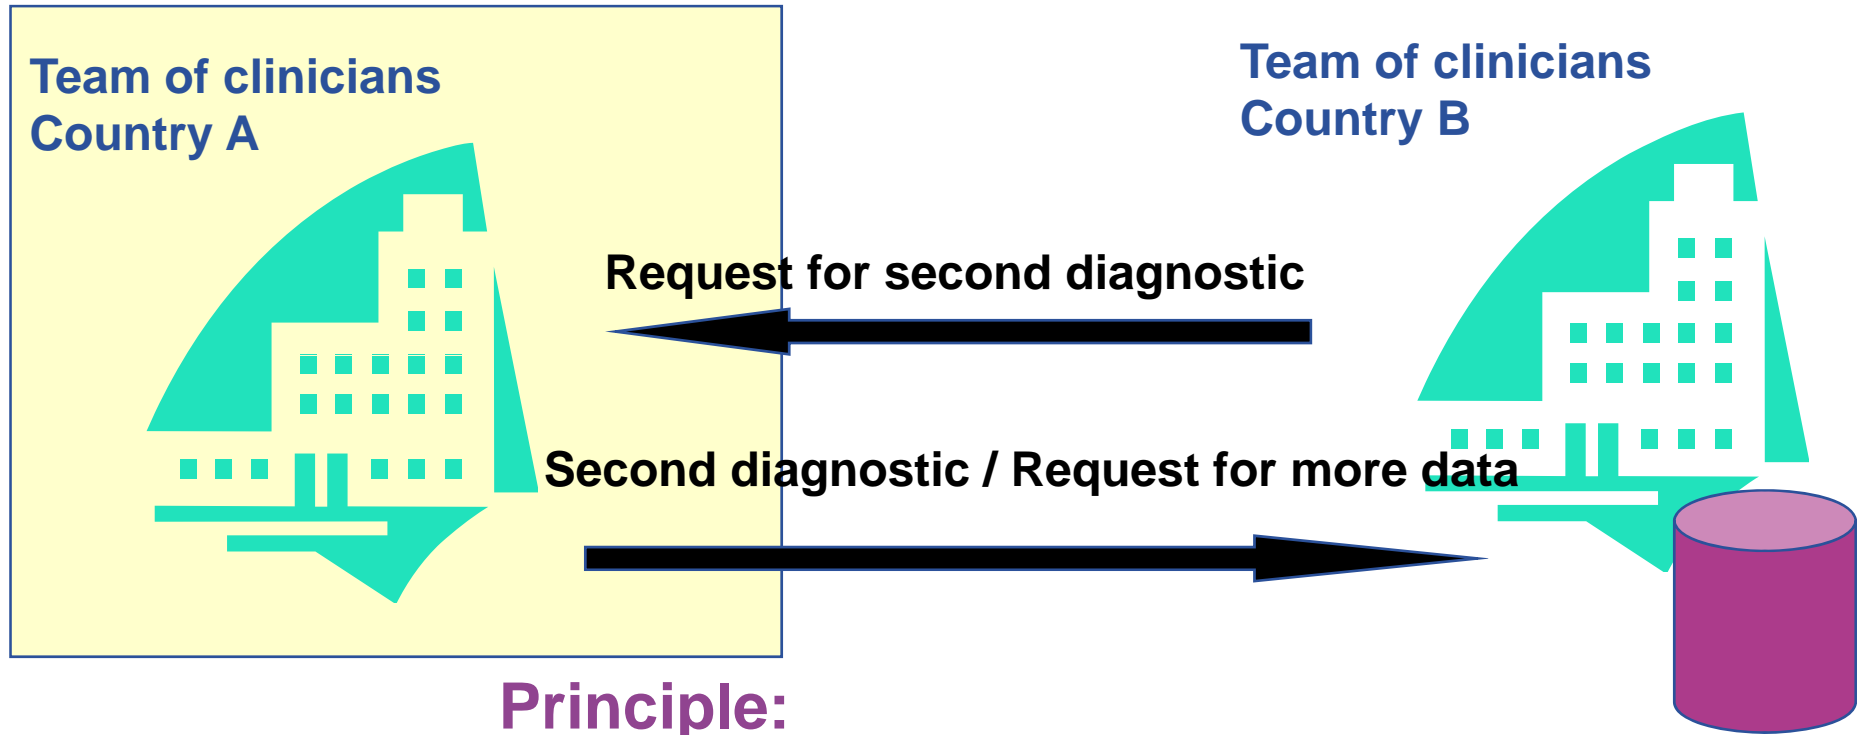 Team of clinicians
Country A
Team of clinicians
Country B
Request for second diagnostic
Second diagnostic / Request for more data
Principle: